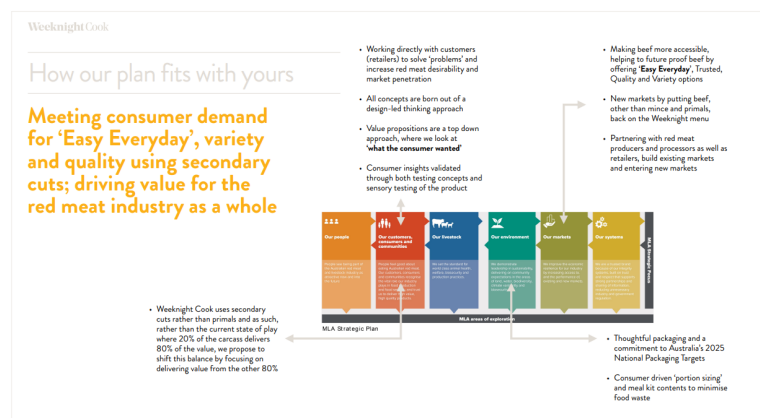 Weeknight Cook
How our plan fits with yours
Meeting consumer demand
for ‘Easy Everyday’, variety
and quality using secondary
cuts; driving value for the
red meat industry as a whole
• Working directly with customers
(retailers) to solve ‘problems’ and
increase red meat desirability and
market penetration
• All concepts are born out of a
design-led thinking approach
• Value propositions are a top down
approach, where we look at
‘what the consumer wanted’
• Consumer insights validated
through both testing concepts and
sensory testing of the product
• Making beef more accessible,
helping to future proof beef by
offering ‘Easy Everyday’, Trusted,
Quality and Variety options
• New markets by putting beef,
other than mince and primals,
back on the Weeknight menu
• Partnering with red meat
producers and processors as well as
retailers, build existing markets
and entering new markets
Our people
Our customers,
consumers and
communities
Our livestock
Our environment
Our markets
Our systems
MLA Strategic Focus
MLA areas of exploration
MLA Strategic Plan
• Weeknight Cook uses secondary
cuts rather than primals and as such,
rather than the current state of play
where 20% of the carcass delivers
80% of the value, we propose to
shift this balance by focusing on
delivering value from the other 80%
• Thoughtful packaging and a
commitment to Australia’s 2025
National Packaging Targets
• Consumer driven ‘portion sizing’
and meal kit contents to minimise
food waste